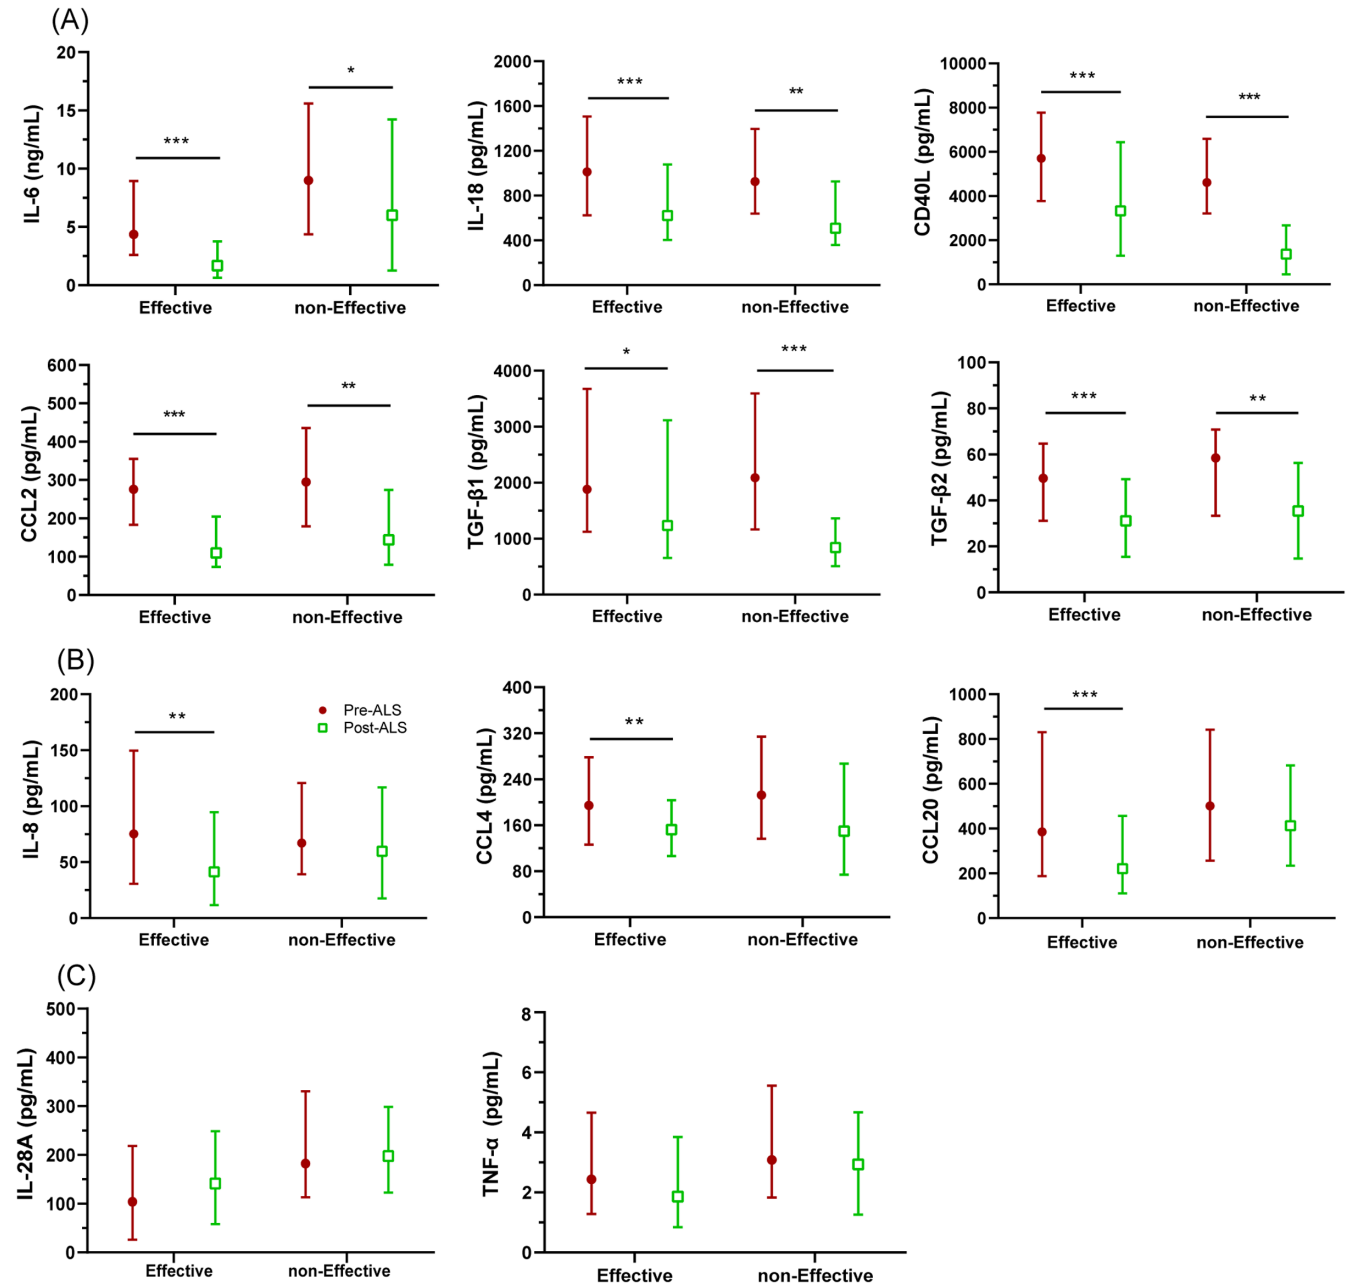 (A)
IL-6 (ng/mL)
20
15
10
5
0
***
*
Effective
non-Effective
IL-18 (pg/mL)
2000
1600
1200
800
400
0
***
**
Effective
non-Effective
CD40L (pg/mL)
10000
8000
6000
4000
2000
0
***
***
Effective
non-Effective
CCL2 (pg/mL)
600
500
400
300
200
100
0
***
**
Effective
non-Effective
TGF-β1 (pg/mL)
4000
3000
2000
1000
0
*
***
Effective
non-Effective
TGF-β2 (pg/mL)
100
80
60
40
20
0
***
**
Effective
non-Effective
(B)
IL-8 (pg/mL)
200
150
100
50
0
**
Pre-ALS
Post-ALS
Effective
non-Effective
CCL4 (pg/mL)
400
320
240
160
80
0
**
Effective
non-Effective
CCL20 (pg/mL)
1000
800
600
400
200
0
***
Effective
non-Effective
(C)
IL-28A (pg/mL)
500
400
300
200
100
0
Effective
non-Effective
TNF-α (pg/mL)
8
6
4
2
0
Effective
non-Effective